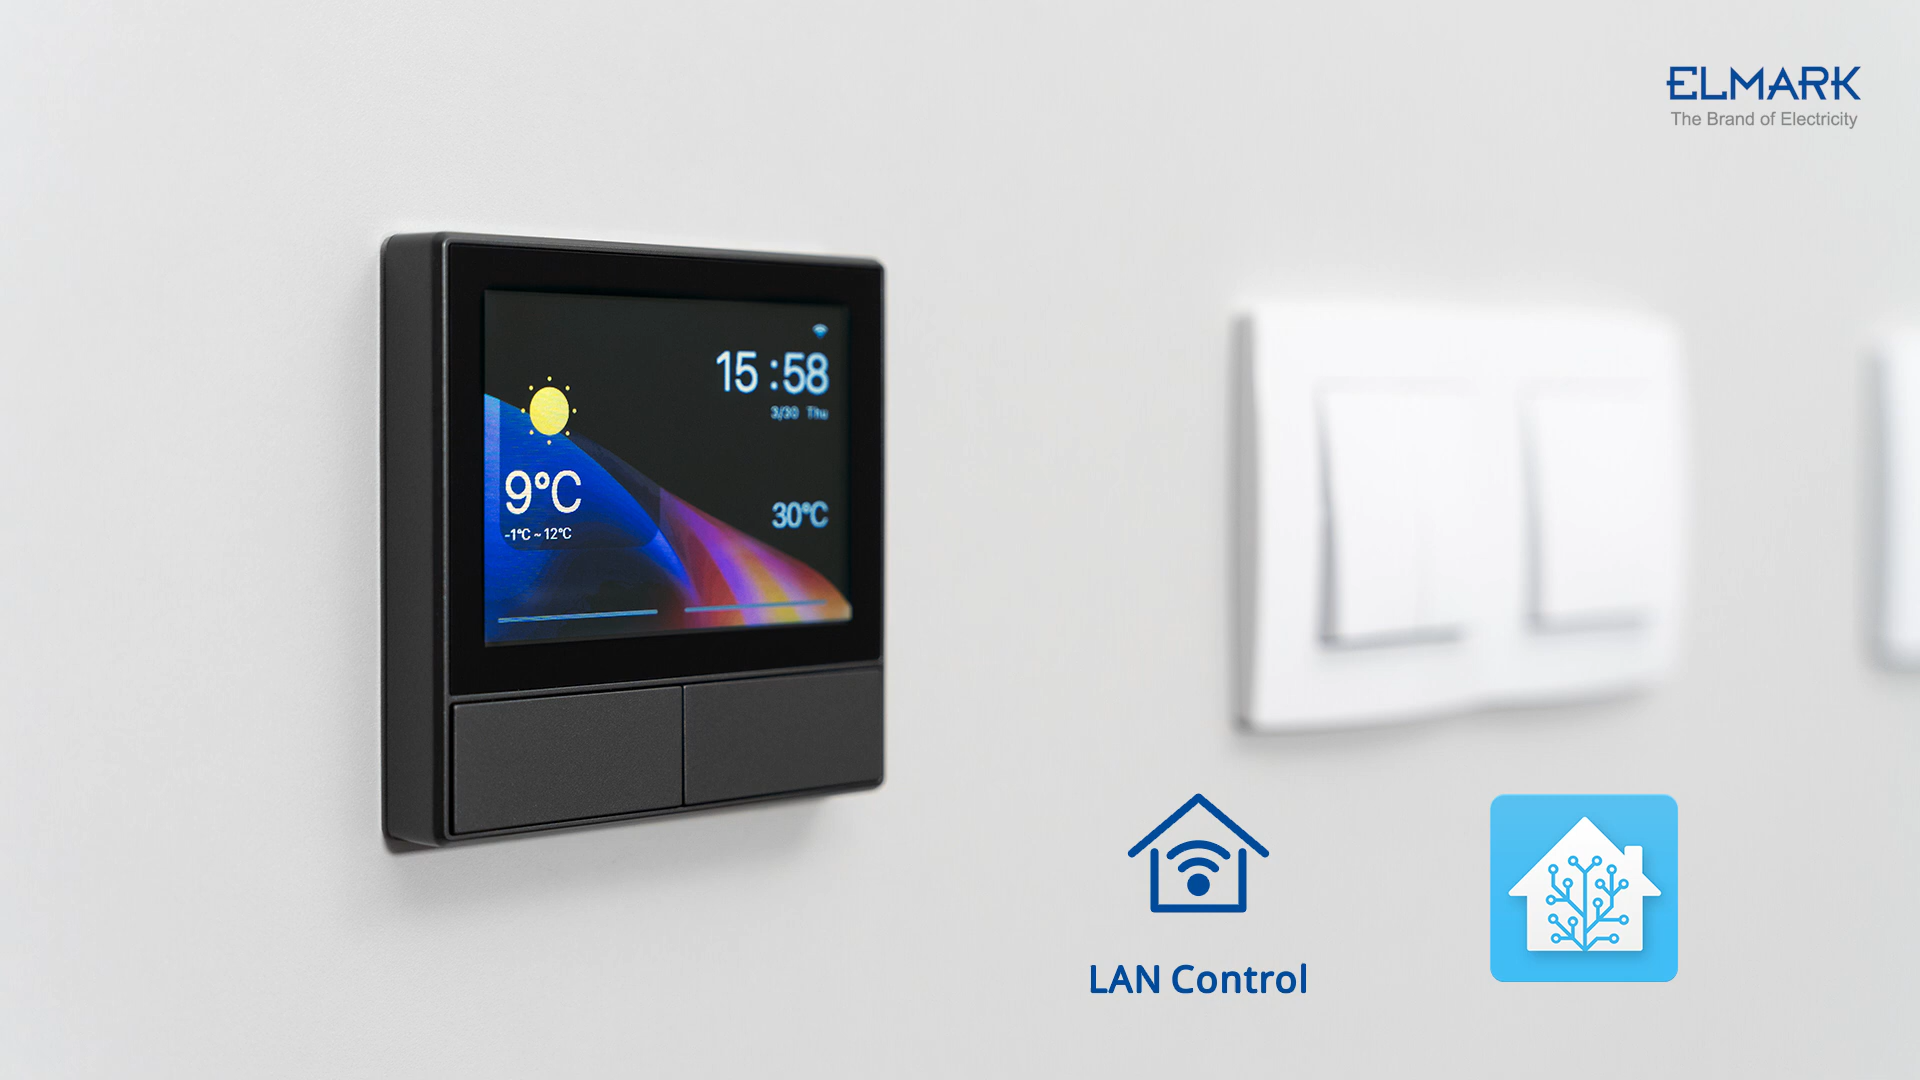 ELMARK
The Brand of Electricity
15:58
3/30 Thu
9°C
-1°C ~ 12°C
30°C
LAN Control